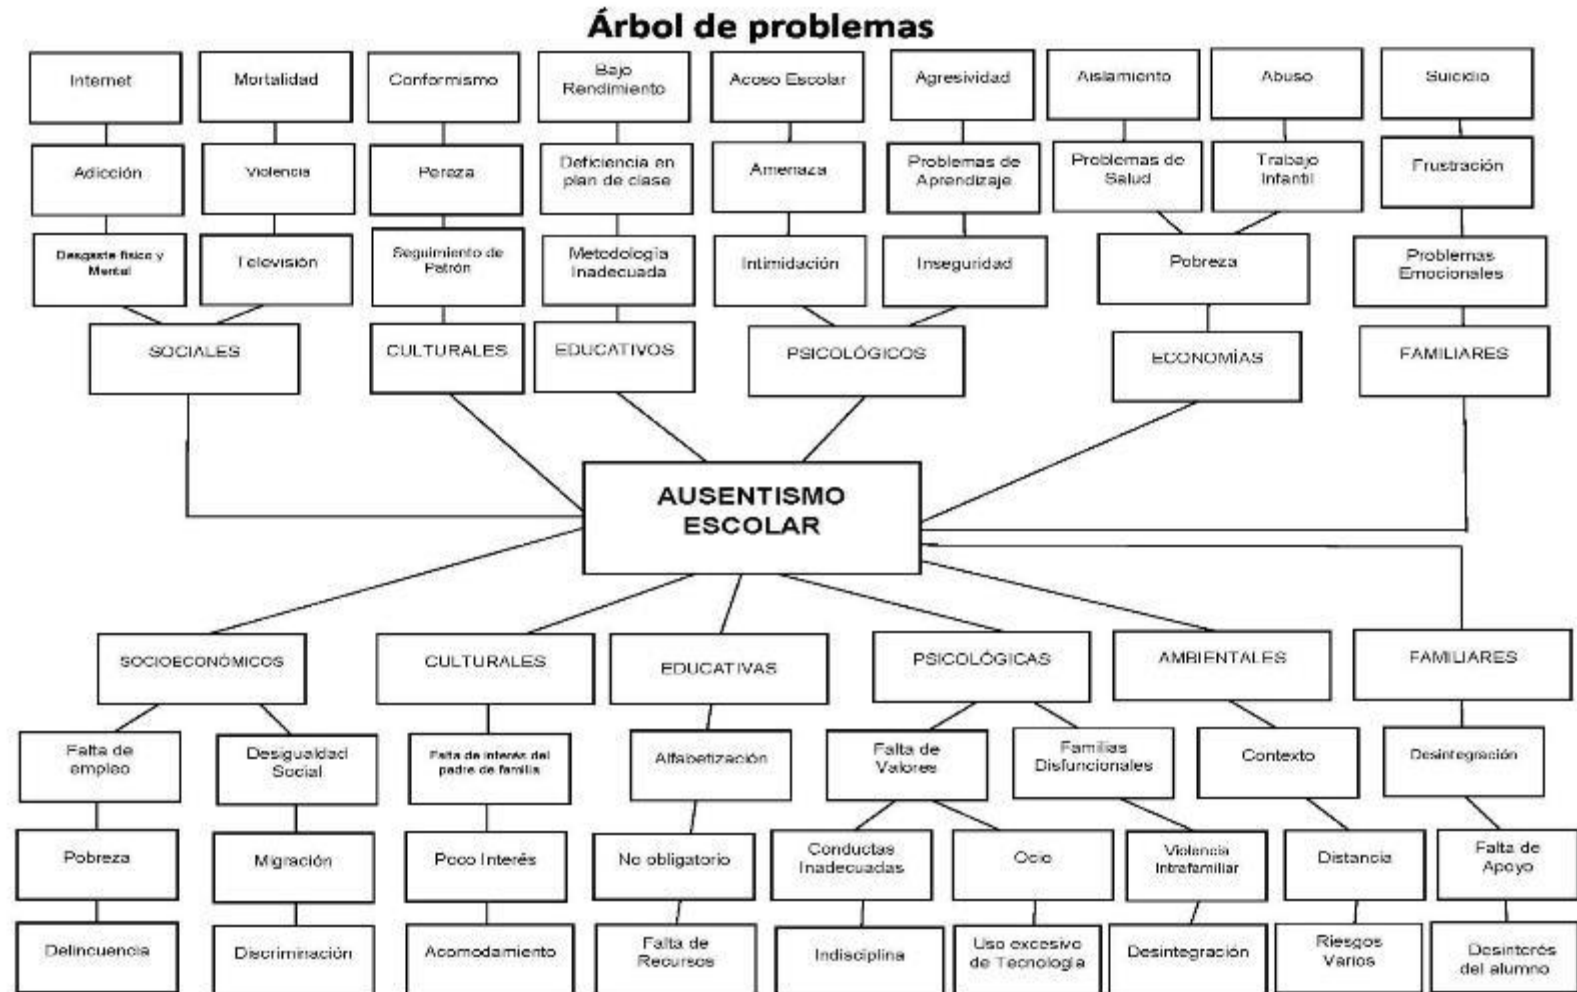 Árbol de problemas
Internet
Mortalidad
Conformismo
Bajo
Rendimiento
Acoso Escolar
Agresividad
Aislamiento
Abuso
Suicidio
Adicción
Violencia
Pereza
Deficiencia en
plan de clase
Amenaza
Problemas de
Aprendizaje
Problemas de
Salud
Trabajo
Infantil
Frustración
Desgaste físico y
Mental
Televisión
Seguimiento de
Patrón
Metodología
Inadecuada
Intimidación
Inseguridad
Pobreza
Problemas
Emocionales
SOCIALES
CULTURALES
EDUCATIVOS
PSICOLÓGICOS
ECONOMÍAS
FAMILIARES
AUSENTISMO
ESCOLAR
SOCIOECONÓMICOS
CULTURALES
EDUCATIVAS
PSICOLÓGICAS
AMBIENTALES
FAMILIARES
Falta de
empleo
Desigualdad
Social
Falta de interés del
padre de familia
Alfabetización
Falta de
Valores
Familias
Disfuncionales
Contexto
Desintegración
Pobreza
Migración
Poco Interés
No obligatorio
Conductas
Inadecuadas
Ocio
Violencia
Intrafamiliar
Distancia
Falta de
Apoyo
Delincuencia
Discriminación
Acomodamiento
Falta de
Recursos
Indisciplina
Uso excesivo
de Tecnología
Desintegración
Riesgos
Varios
Desinterés
del alumno